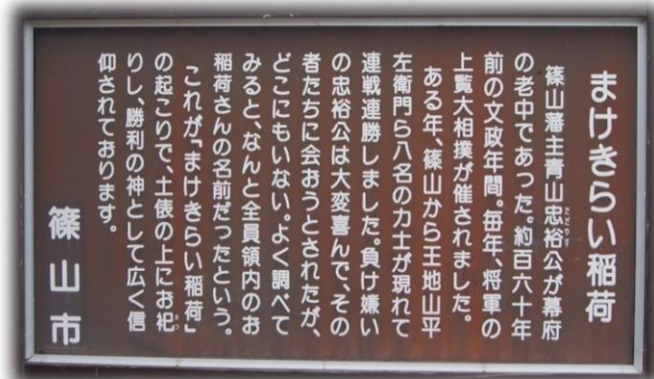 まけきらい稲荷
篠山藩主青山忠裕公が幕府
ただやす
の老中であった。約百六十年
前の文政年間。毎年、将軍の
上覧大相撲が催されました。
ある年、篠山から王地山平
左衛門ら八名の力士が現れて
連戦連勝しました。負け嫌い
の忠裕公は大変喜んで、その
者たちに会おうとされたが、
どこにもいない。よく調べて
みると、なんと全員領内のお
稲荷さんの名前だったという。
これが「まけきらい稲荷」
の起こりで、土俵の上にお祀
まつ
りし、勝利の神として広く信
仰されております。
篠山市